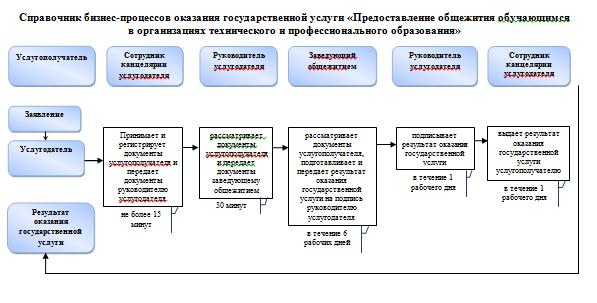 Справочник бизнес-процессов оказания государственной услуги «Предоставление общежития обучающимся
в организациях технического и профессионального образования»
Услугополучатель
Сотрудник
канцелярии
услугодателя
Руководитель
услугодателя
Заведующий
общежитием
Руководитель
услугодателя
Сотрудник
канцелярии
услугодателя
Заявление
Услугодатель
Результат
оказания
государственной
услуги
Принимает и
регистрирует
документы
услугополучателя и
передает
документы
руководителю
услугодателя
не более 15
минут
рассматривает
документы
услугополучателя
и передает
документы
заведующему
общежитием
30 минут
рассматривает
документы
услугополучателя,
подготавливает и
передает результат
оказания
государственной
услуги на подпись
руководителю
услугодателя
в течение 6
рабочих дней
подписывает
результат оказания
государственной
услуги
в течение 1
рабочего дня
выдает результат
оказания
государственной
услуги
услугополучателю
в течение 1
рабочего дня